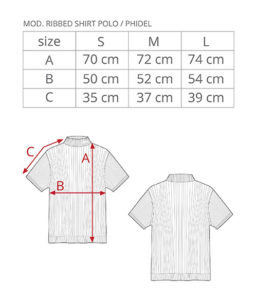 MOD. RIBBED SHIRT POLO / PHIDEL
size S M L
A 70 cm 72 cm 74 cm
B 50 cm 52 cm 54 cm
C 35 cm 37 cm 39 cm
C
A
B